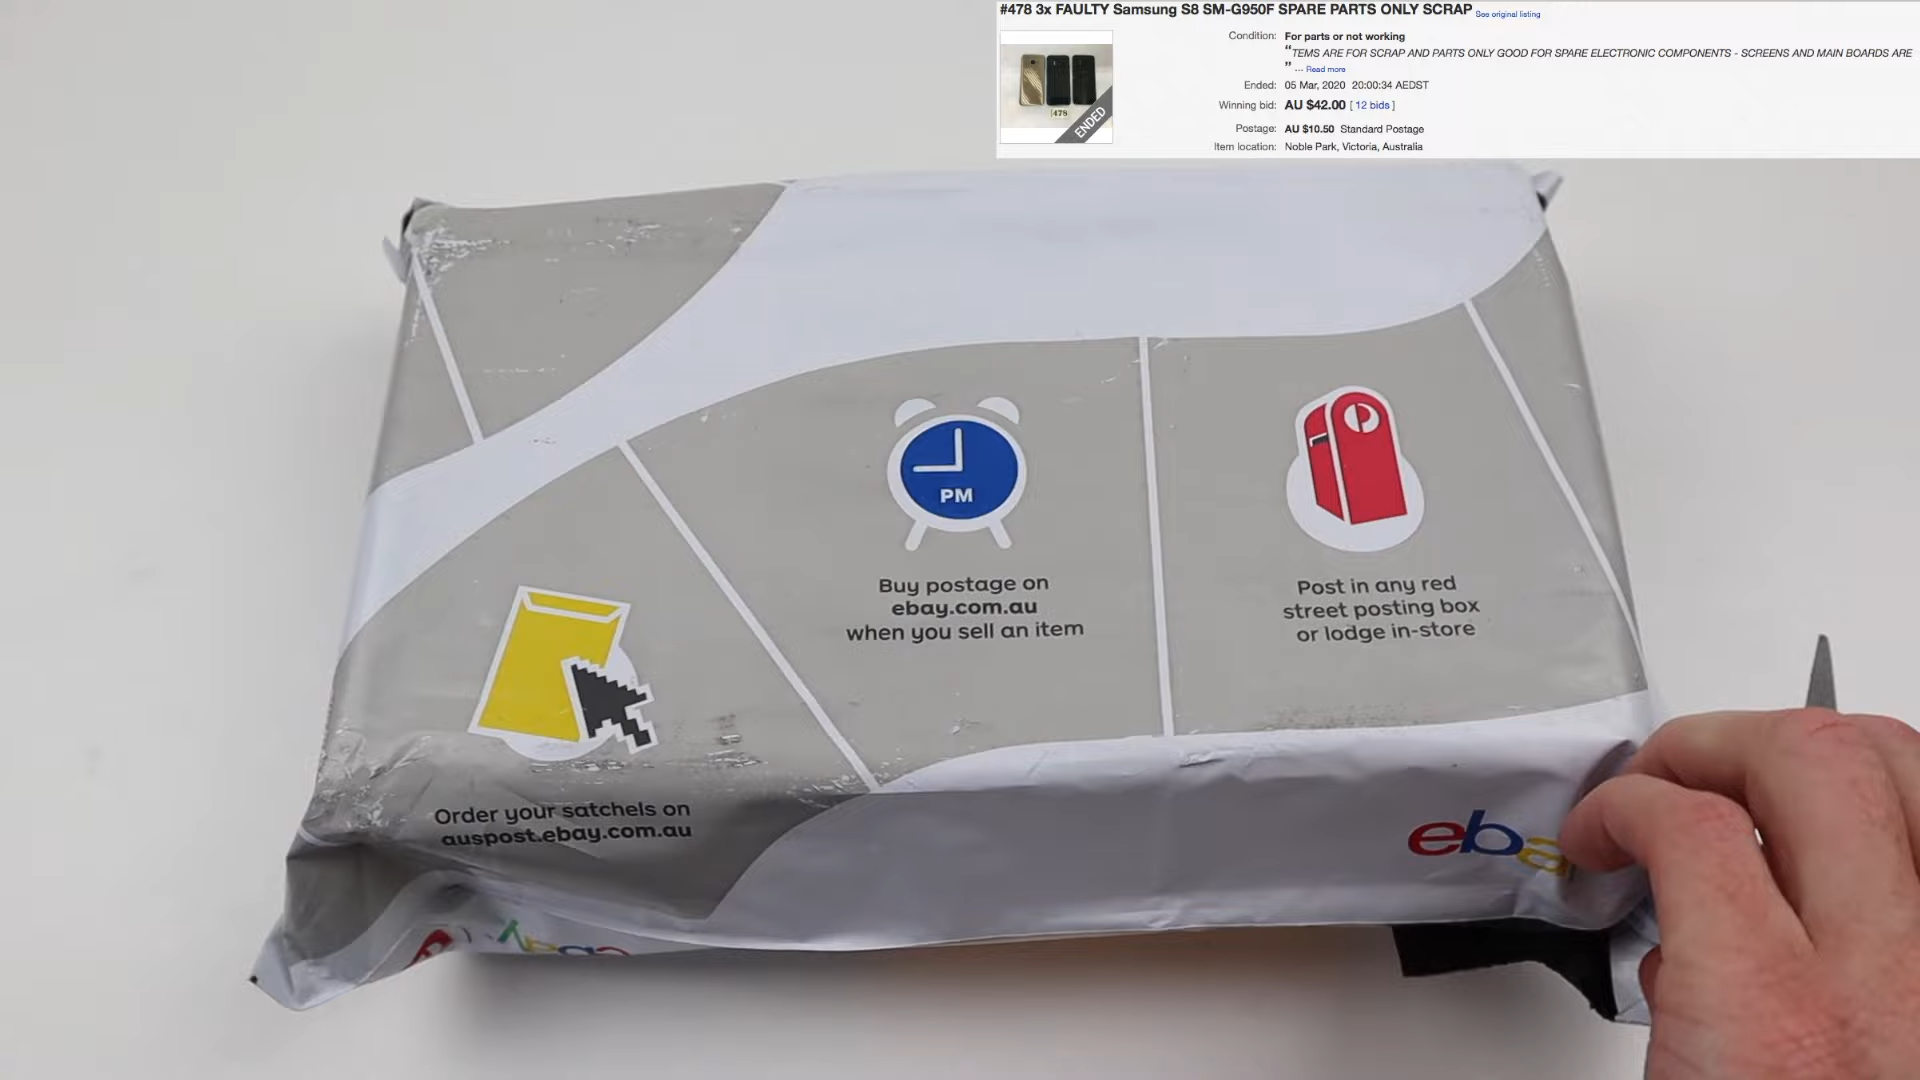 #478 3x FAULTY Samsung S8 SM-G950F SPARE PARTS ONLY SCRAP See original listing
Condition: For parts or not working
“TEMS ARE FOR SCRAP AND PARTS ONLY GOOD FOR SPARE ELECTRONIC COMPONENTS - SCREENS AND MAIN BOARDS ARE
” ... Read more
Ended: 05 Mar, 2020 20:00:34 AEDST
Winning bid: AU $42.00 [ 12 bids ]
Postage: AU $10.50 Standard Postage
Item location: Noble Park, Victoria, Australia
478
ENDED
PM
Buy postage on
ebay.com.au
when you sell an item
Post in any red
street posting box
or lodge in-store
Order your satchels on
auspost.ebay.com.au
eba
ebay